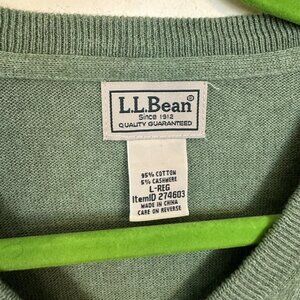 L.L.Bean®
Since 1912
QUALITY GUARANTEED
95% COTTON
5% CASHMERE
L-REG
ItemID 274603
MADE IN CHINA
CARE ON REVERSE